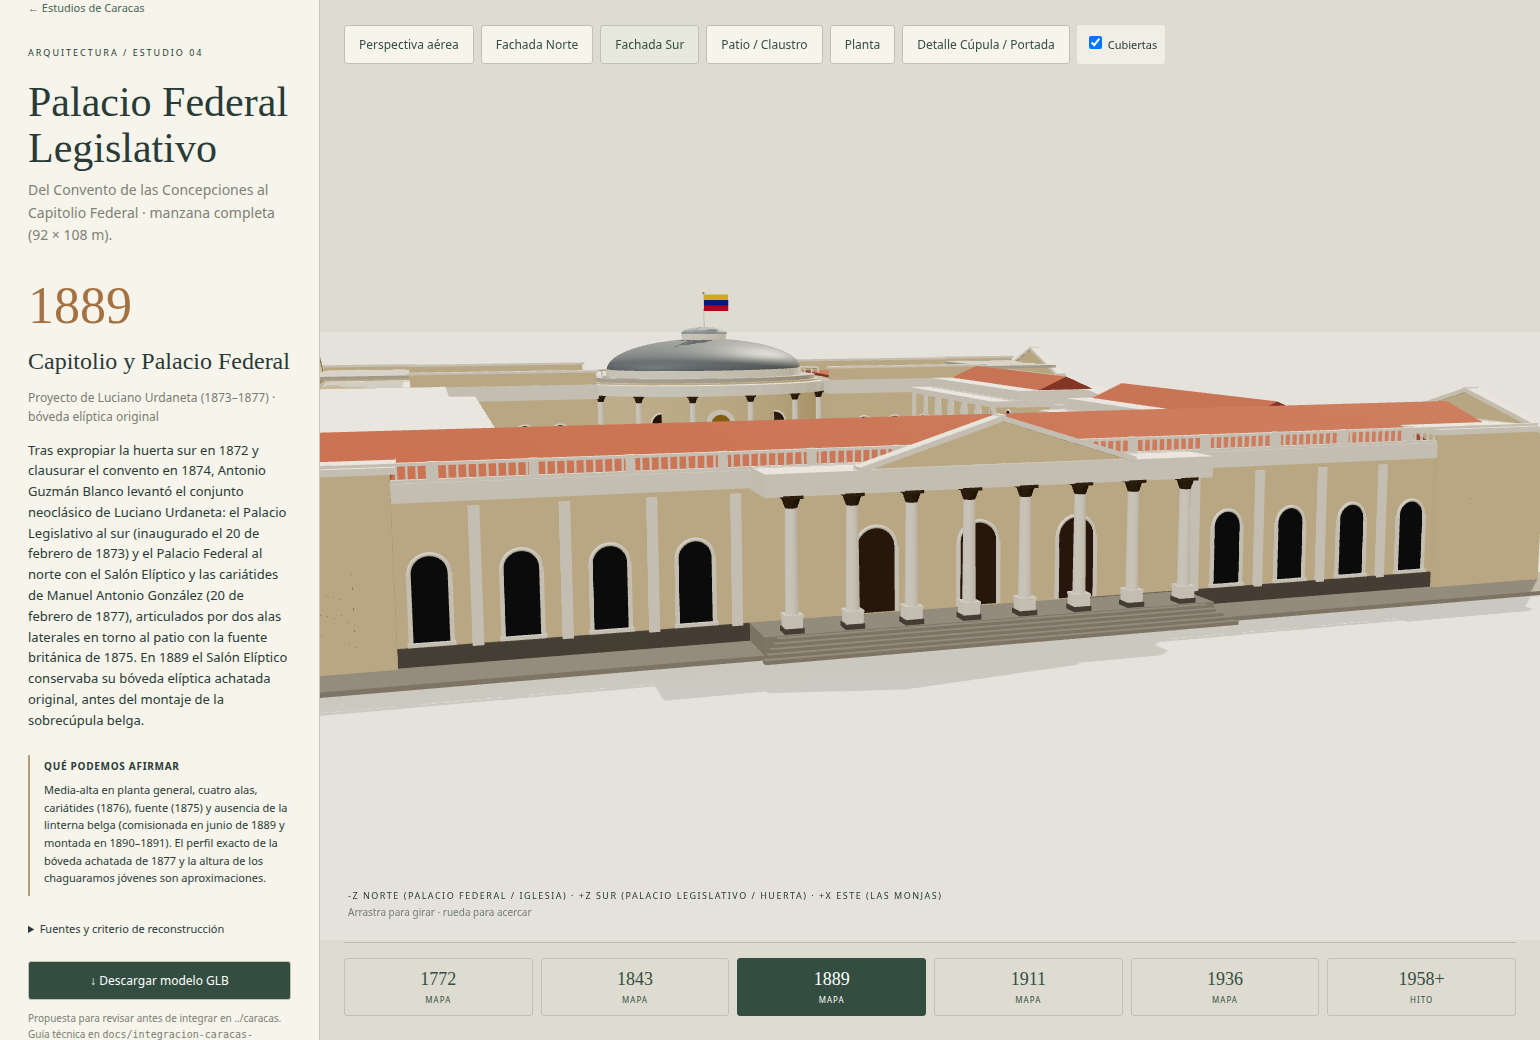 ← Estudios de Caracas
ARQUITECTURA / ESTUDIO 04
Palacio Federal
Legislativo
Del Convento de las Concepciones al
Capitolio Federal · manzana completa
(92 × 108 m).
1889
Capitolio y Palacio Federal
Proyecto de Luciano Urdaneta (1873–1877) ·
bóveda elíptica original
Tras expropiar la huerta sur en 1872 y
clausurar el convento en 1874, Antonio
Guzmán Blanco levantó el conjunto
neoclásico de Luciano Urdaneta: el Palacio
Legislativo al sur (inaugurado el 20 de
febrero de 1873) y el Palacio Federal al
norte con el Salón Elíptico y las cariátides
de Manuel Antonio González (20 de
febrero de 1877), articulados por dos alas
laterales en torno al patio con la fuente
británica de 1875. En 1889 el Salón Elíptico
conservaba su bóveda elíptica achatada
original, antes del montaje de la
sobrecúpula belga.
QUÉ PODEMOS AFIRMAR
Media-alta en planta general, cuatro alas,
cariátides (1876), fuente (1875) y ausencia de la
linterna belga (comisionada en junio de 1889 y
montada en 1890–1891). El perfil exacto de la
bóveda achatada de 1877 y la altura de los
chaguaramos jóvenes son aproximaciones.
▶ Fuentes y criterio de reconstrucción
↓ Descargar modelo GLB
Propuesta para revisar antes de integrar en ../caracas.
Guía técnica en docs/integracion-caracas-
Perspectiva aérea
Fachada Norte
Fachada Sur
Patio / Claustro
Planta
Detalle Cúpula / Portada
Cubiertas
-Z NORTE (PALACIO FEDERAL / IGLESIA) · +Z SUR (PALACIO LEGISLATIVO / HUERTA) · +X ESTE (LAS MONJAS)
Arrastra para girar · rueda para acercar
1772
MAPA
1843
MAPA
1889
MAPA
1911
MAPA
1936
MAPA
1958+
HITO